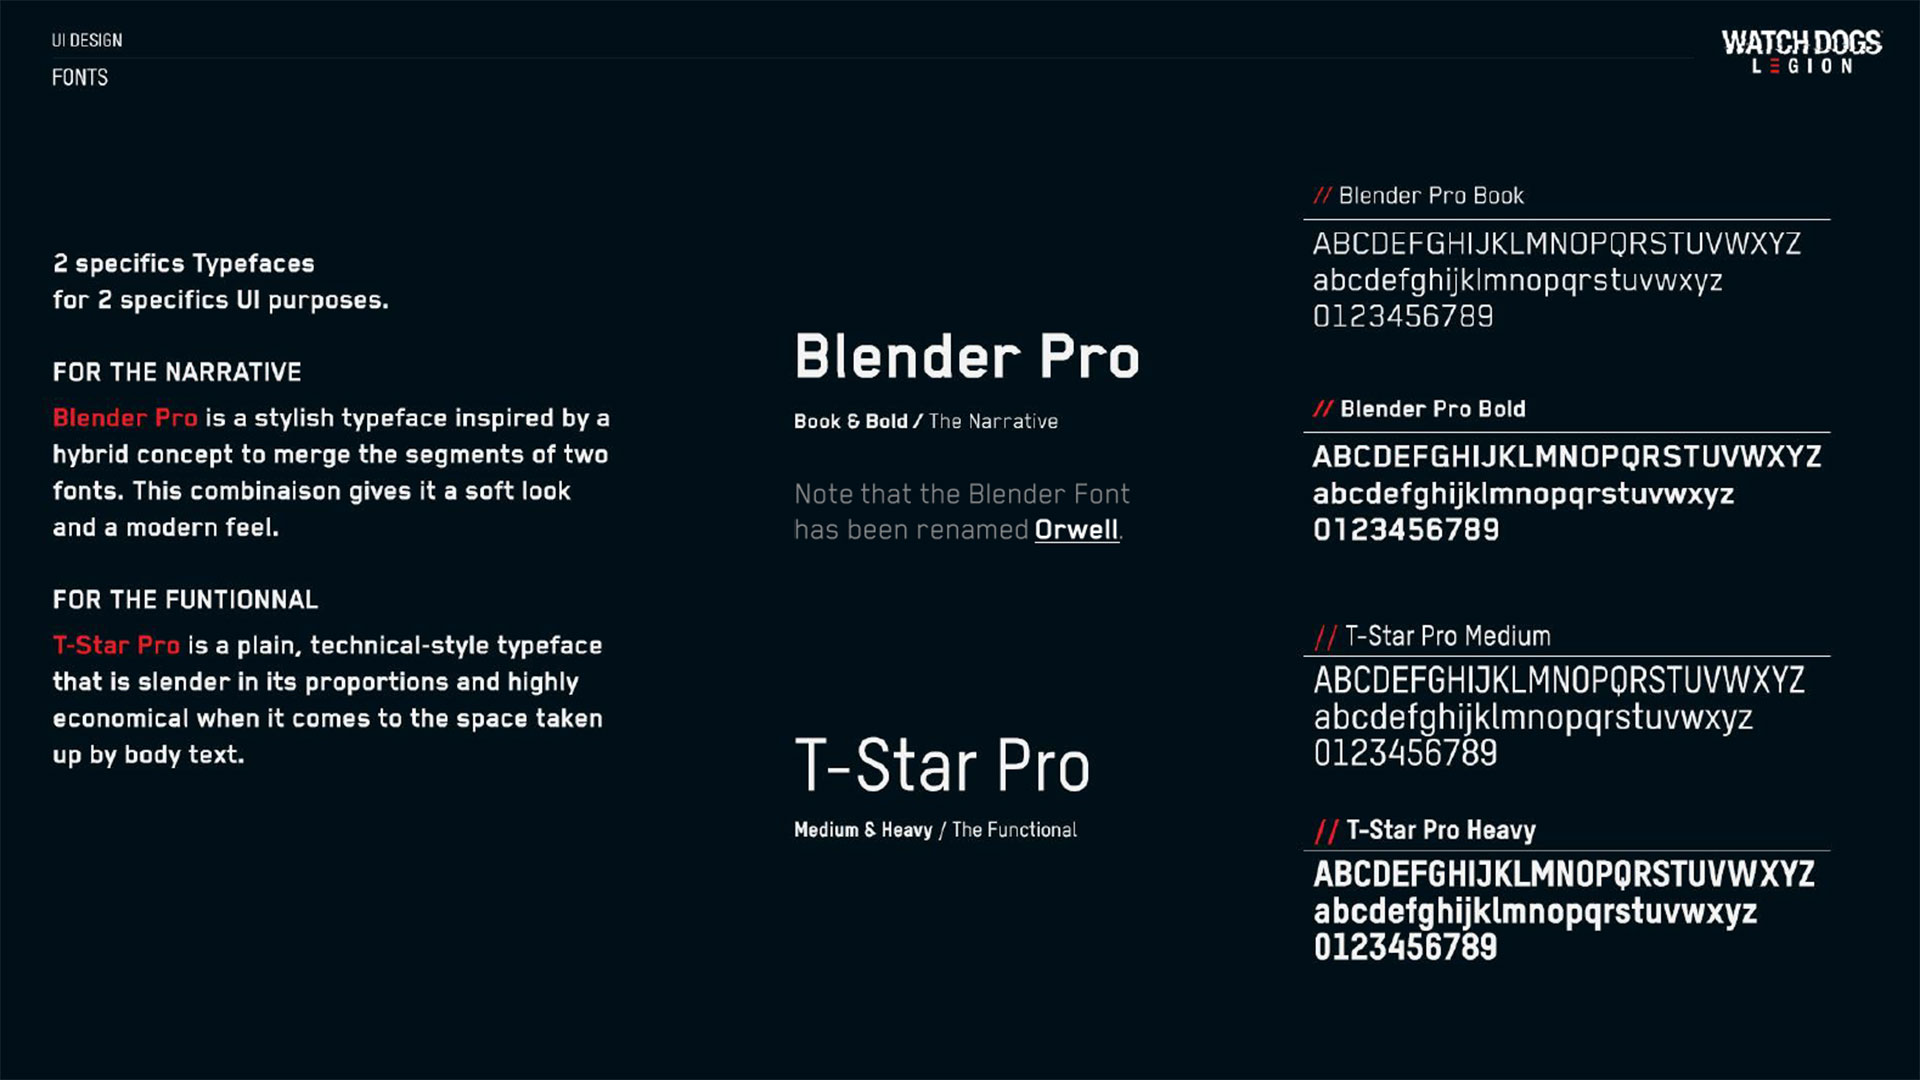 UI DESIGN
FONTS
WATCH DOGS
LEGION
2 specifics Typefaces
for 2 specifics UI purposes.
FOR THE NARRATIVE
Blender Pro is a stylish typeface inspired by a
hybrid concept to merge the segments of two
fonts. This combinaison gives it a soft look
and a modern feel.
FOR THE FUNTIONNAL
T-Star Pro is a plain, technical-style typeface
that is slender in its proportions and highly
economical when it comes to the space taken
up by body text.
Blender Pro
Book & Bold / The Narrative
Note that the Blender Font
has been renamed Orwell.
T-Star Pro
Medium & Heavy / The Functional
// Blender Pro Book
ABCDEFGHIJKLMNOPQRSTUVWXYZ
abcdefghijklmnopqrstuvwxyz
0123456789
// Blender Pro Bold
ABCDEFGHIJKLMNOPQRSTUVWXYZ
abcdefghijklmnopqrstuvwxyz
0123456789
// T-Star Pro Medium
ABCDEFGHIJKLMNOPQRSTUVWXYZ
abcdefghijklmnopqrstuvwxyz
0123456789
// T-Star Pro Heavy
ABCDEFGHIJKLMNOPQRSTUVWXYZ
abcdefghijklmnopqrstuvwxyz
0123456789